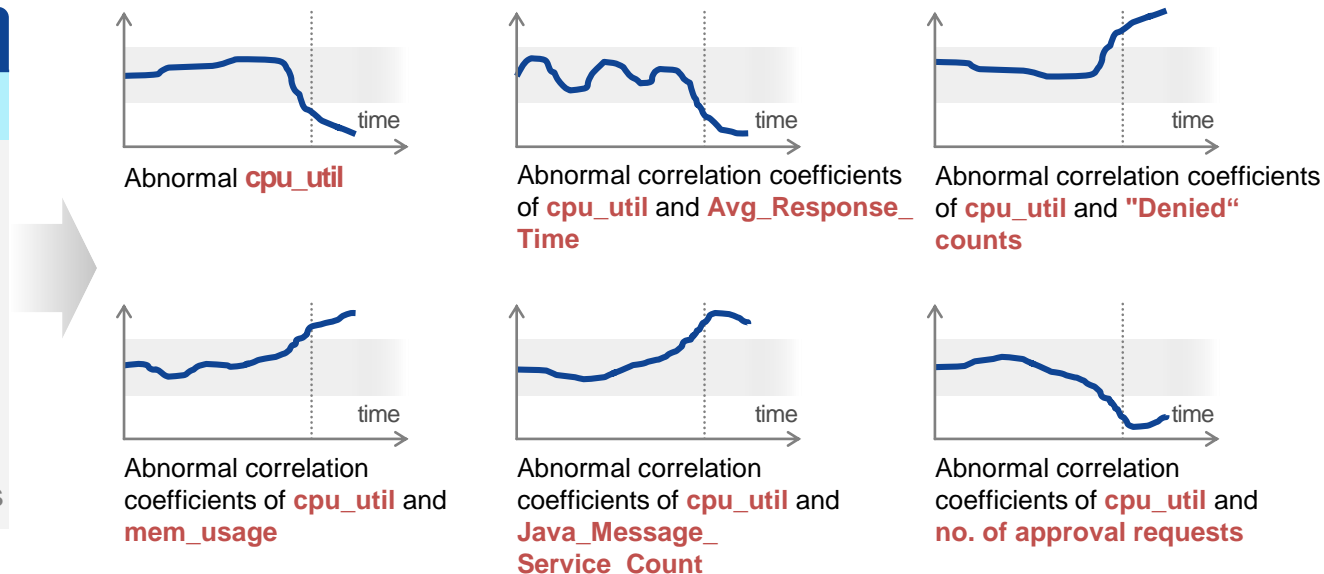 time
Abnormal cpu_util
time
Abnormal correlation coefficients
of cpu_util and Avg_Response_
Time
time
Abnormal correlation coefficients
of cpu_util and "Denied“
counts
time
Abnormal correlation
coefficients of cpu_util and
mem_usage
time
Abnormal correlation
coefficients of cpu_util and
Java_Message_
Service_Count
time
Abnormal correlation
coefficients of cpu_util and
no. of approval requests